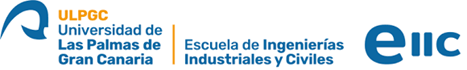 ULPGC
Universidad de
Las Palmas de
Gran Canaria
Escuela de Ingenierías
Industriales y Civiles
eiic